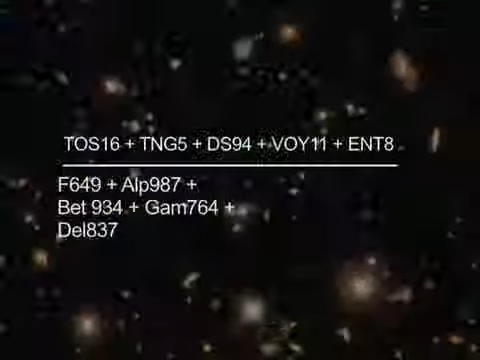 TOS16 + TNG5 + DS94 + VOY11 + ENT8
F649 + Alp987 +
Bet 934 + Gam764 +
Del837